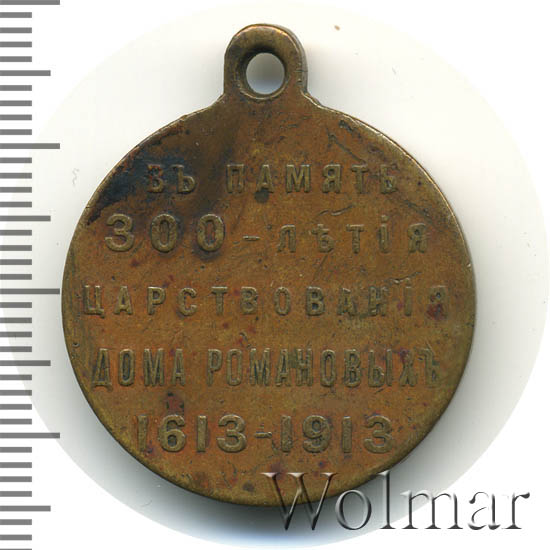 ВЪ ПАМЯТЬ
300-ЛѢТІЯ
ЦАРСТВОВАНІЯ
ДОМА РОМАНОВЫХЪ
1613-1913
Wolmar